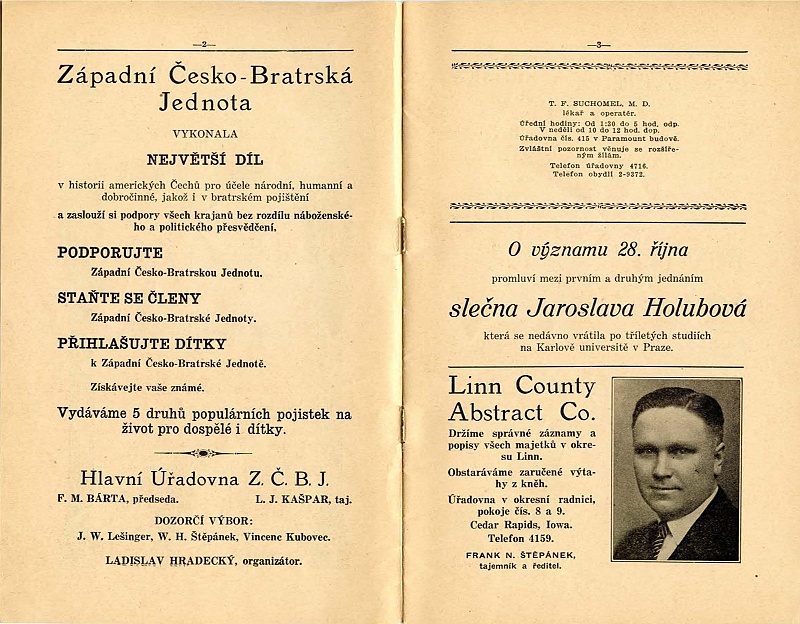 —2—
Západní Česko-Bratrská
Jednota
VYKONALA
NEJVĚTŠÍ DÍL
v historii amerických Čechů pro účele národní, humanní a
dobročinné, jakož i v bratrském pojištění
a zaslouží si podpory všech krajanů bez rozdílu náboženské-
ho a politického přesvědčení,
PODPORUJTE
Západní Česko-Bratrskou Jednotu.
STAŇTE SE ČLENY
Západní Česko-Bratrské Jednoty.
PŘIHLAŠUJTE DÍTKY
k Západní Česko-Bratrské Jednotě.
Získávejte vaše známé.
Vydáváme 5 druhů populárních pojistek na
život pro dospělé i dítky.
Hlavní Úřadovna Z. Č. B. J.
F. M. BÁRTA, předseda. L. J. KAŠPAR, taj.
DOZORČÍ VÝBOR:
J. W. Lešinger, W. H. Štěpánek, Vincenc Kubovec.
LADISLAV HRADECKÝ, organizátor.
—3—
T. F. SUCHOMEL, M. D.
lékař a operatér.
Úřední hodiny: Od 1:30 do 5 hod. odp.
V neděli od 10 do 12 hod. dop.
Úřadovna čís. 415 v Paramount budově.
Zvláštní pozornost věnuje se rozšíře-
ným žilám.
Telefon úřadovny 4716.
Telefon obydlí 2-9372.
O významu 28. října
promluví mezi prvním a druhým jednáním
slečna Jaroslava Holubová
která se nedávno vrátila po tříletých studiích
na Karlově universitě v Praze.
Linn County
Abstract Co.
Držíme správné záznamy a
popisy všech majetků v okre-
su Linn.
Obstaráváme zaručené výta-
hy z kněh.
Úřadovna v okresní radnici,
pokoje čís. 8 a 9.
Cedar Rapids, Iowa.
Telefon 4159.
FRANK N. ŠTĚPÁNEK,
tajemník a ředitel.